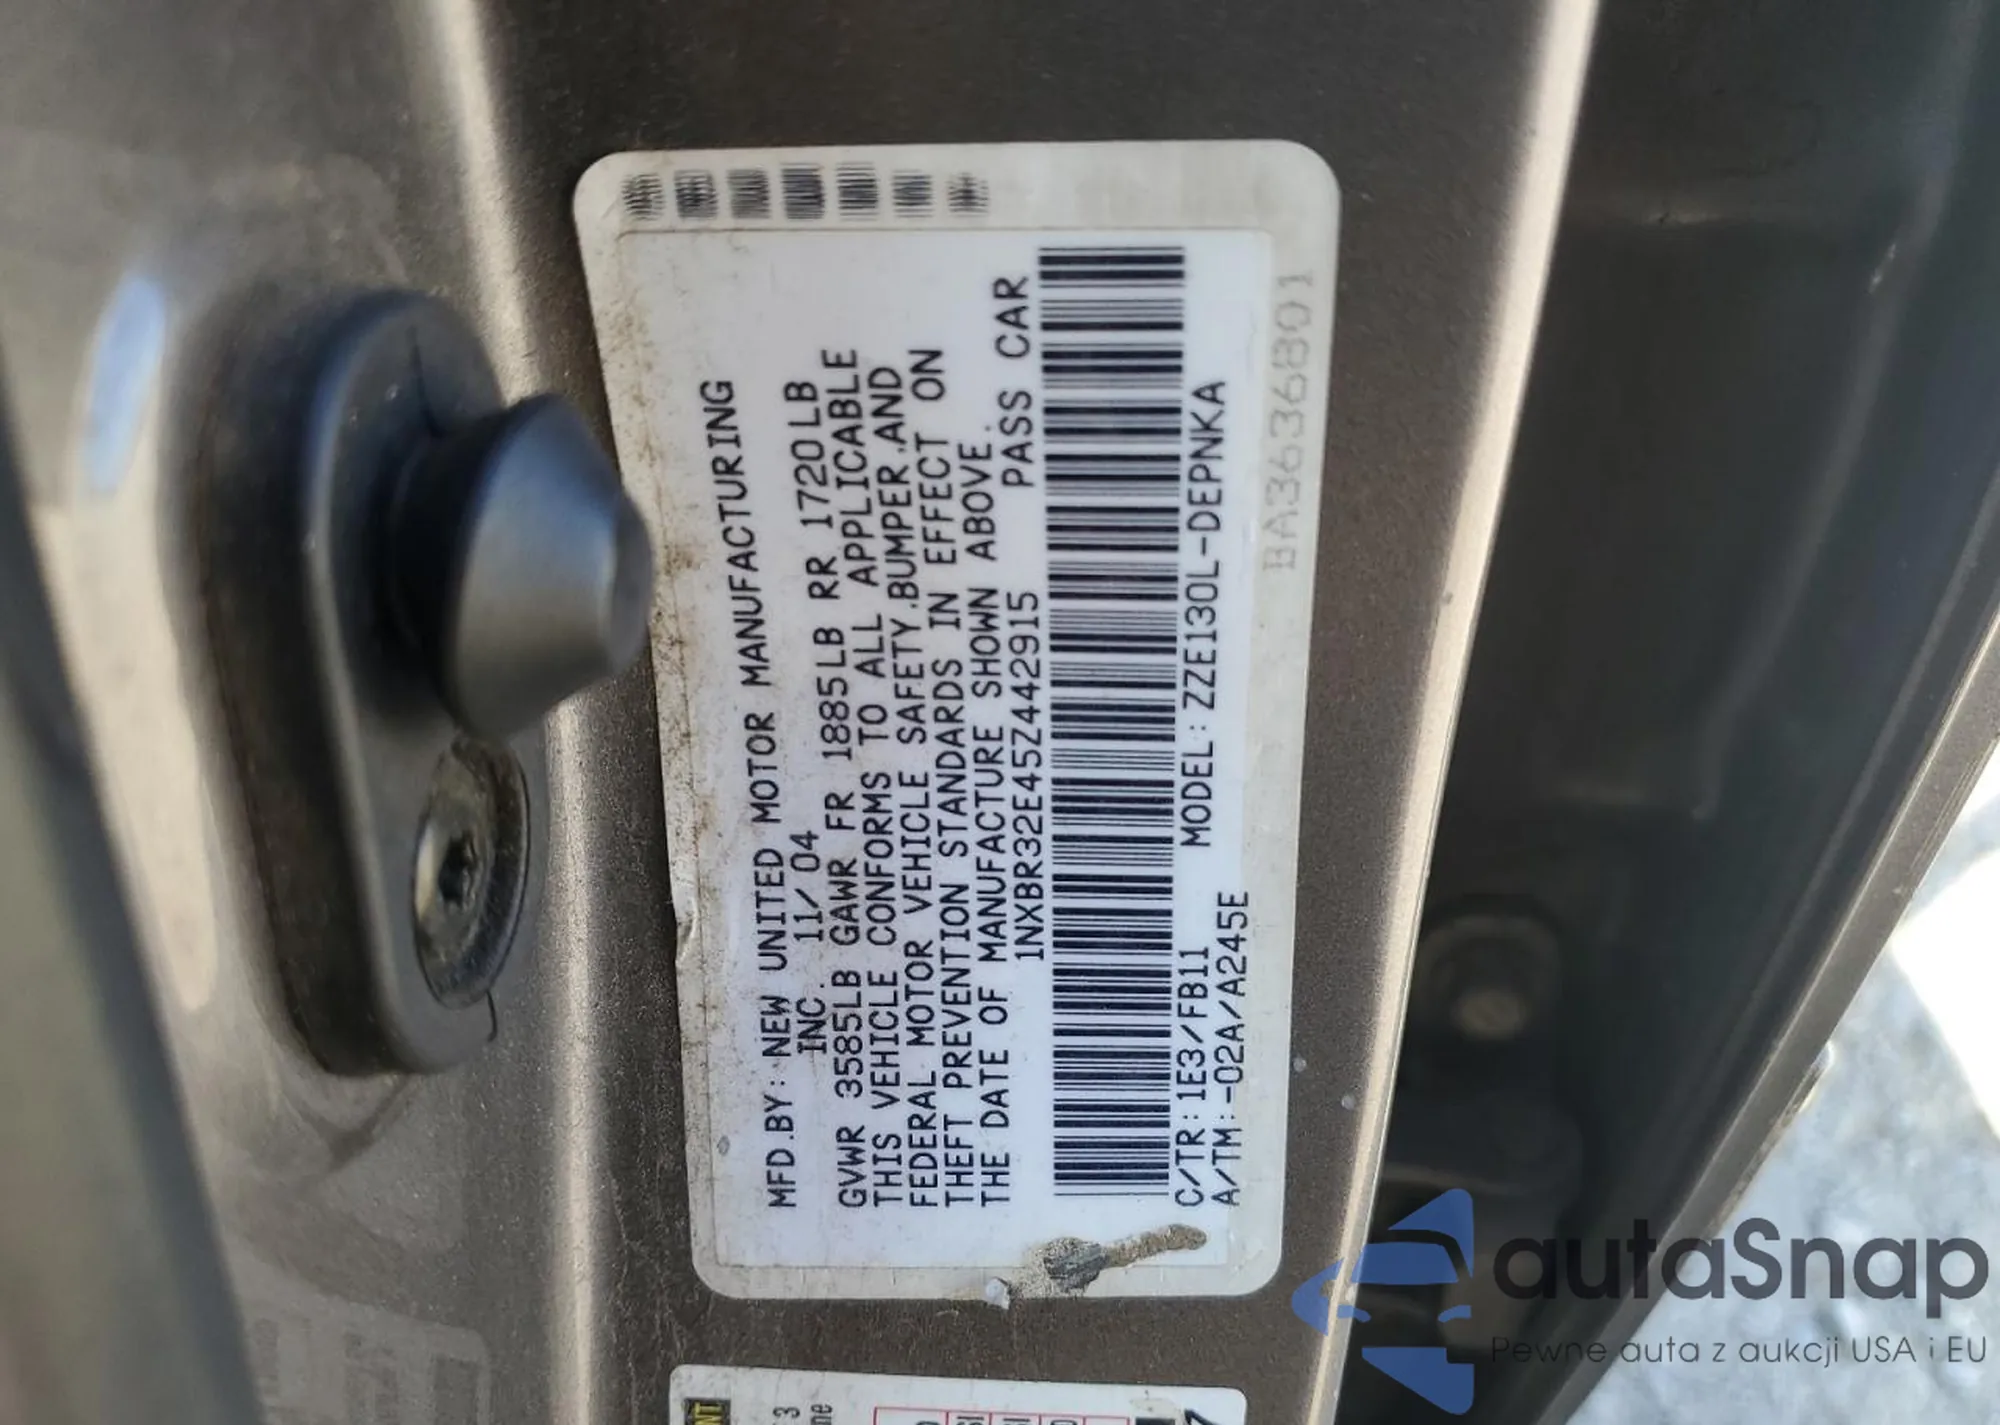 MFD.BY: NEW UNITED MOTOR MANUFACTURING
INC. 11/04
GVWR 3585LB GAWR FR 1885LB RR 1720LB
THIS VEHICLE CONFORMS TO ALL APPLICABLE
FEDERAL MOTOR VEHICLE SAFETY.BUMPER.AND
THEFT PREVENTION STANDARDS IN EFFECT ON
THE DATE OF MANUFACTURE SHOWN ABOVE.
1NXBR32E45Z442915 PASS CAR
C/TR:1E3/FB11 MODEL:ZZE130L-DEPNKA
A/TM:-02A/A245E
BA3636801
3
autaSnap
Pewne auta z aukcji USA i EU